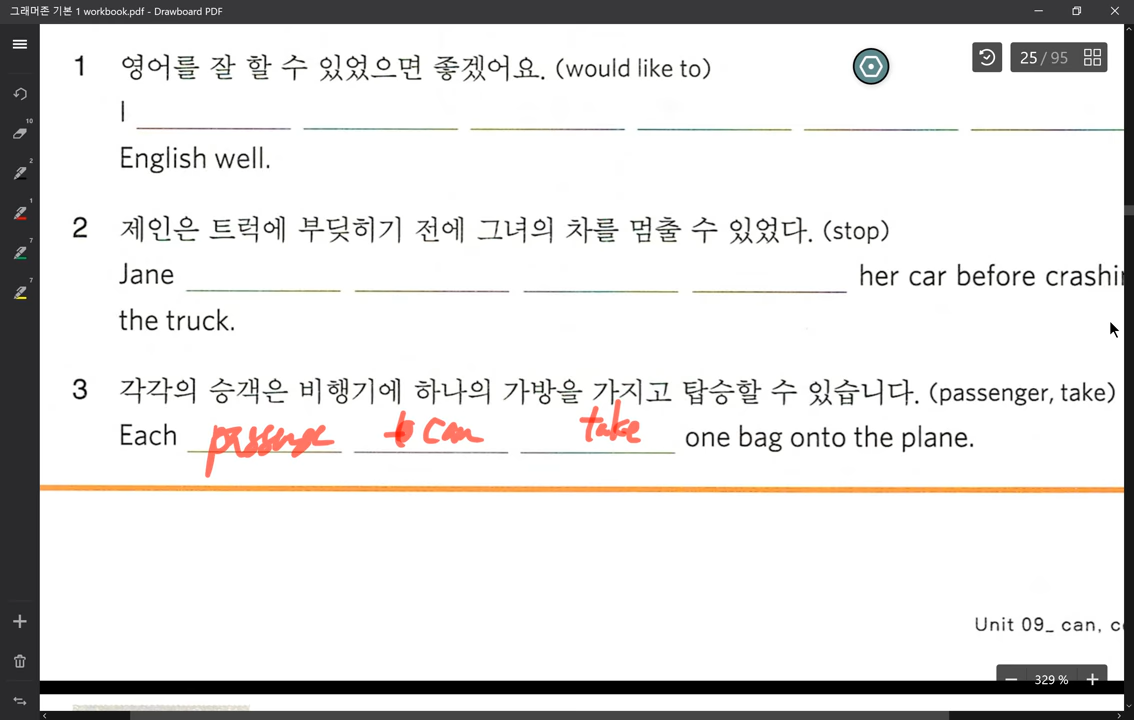 그래머존 기본 1 workbook.pdf - Drawboard PDF
25 / 95
10
2
1
7
7
1 영어를 잘 할 수 있었으면 좋겠어요. (would like to)
I
English well.
2 제인은 트럭에 부딪히기 전에 그녀의 차를 멈출 수 있었다. (stop)
Jane her car before crashi
the truck.
3 각각의 승객은 비행기에 하나의 가방을 가지고 탑승할 수 있습니다. (passenger, take)
Each can take one bag onto the plane.
Unit 09_ can, c
329 %